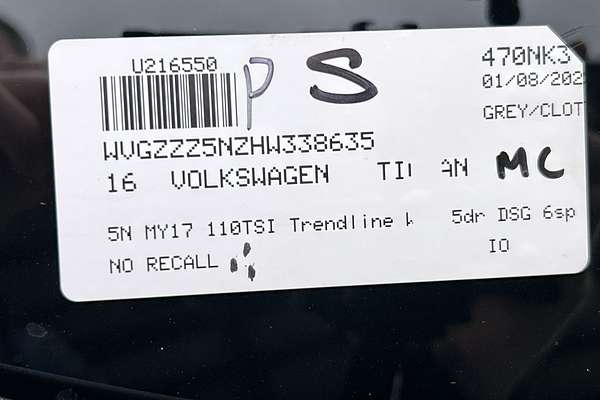 U216550
P S
470NK3
01/08/202
GREY/CLOT
WVGZZZ5NZHW338635
16 VOLKSWAGEN
MC
5N MY17 110TSI Trendline 5dr DSG 6sp
NO RECALL IO